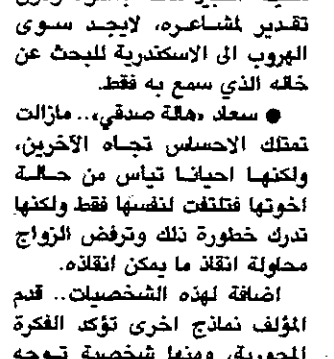 تقدير لمشاعره، لايجد سوى
الهروب الى الاسكندرية للبحث عن
خاله الذي سمع به فقط.
● سعاد «هالة صدقي».. مازالت
تمتلك الاحساس تجاه الآخرين،
ولكنها احيانا تيأس من حالة
اخوتها فتلتفت لنفسها فقط ولكنها
تدرك خطورة ذلك وترفض الزواج
محاولة انقاذ ما يمكن انقاذه.
اضافة لهذه الشخصيات.. قدم
المؤلف نماذج اخرى تؤكد الفكرة
المحورية، ومنها شخصية توحه